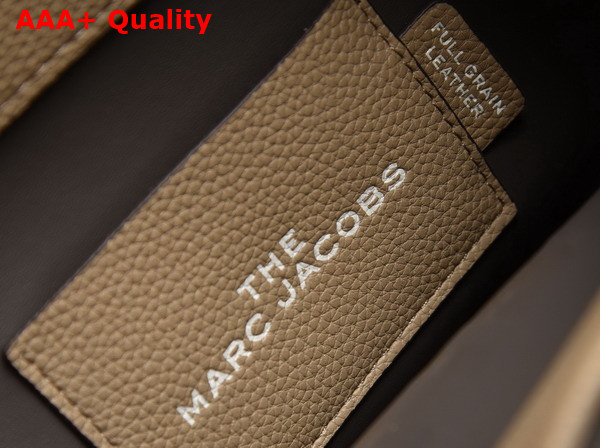 AAA+ Quality
FULL GRAIN
LEATHER
THE
MARC JACOBS